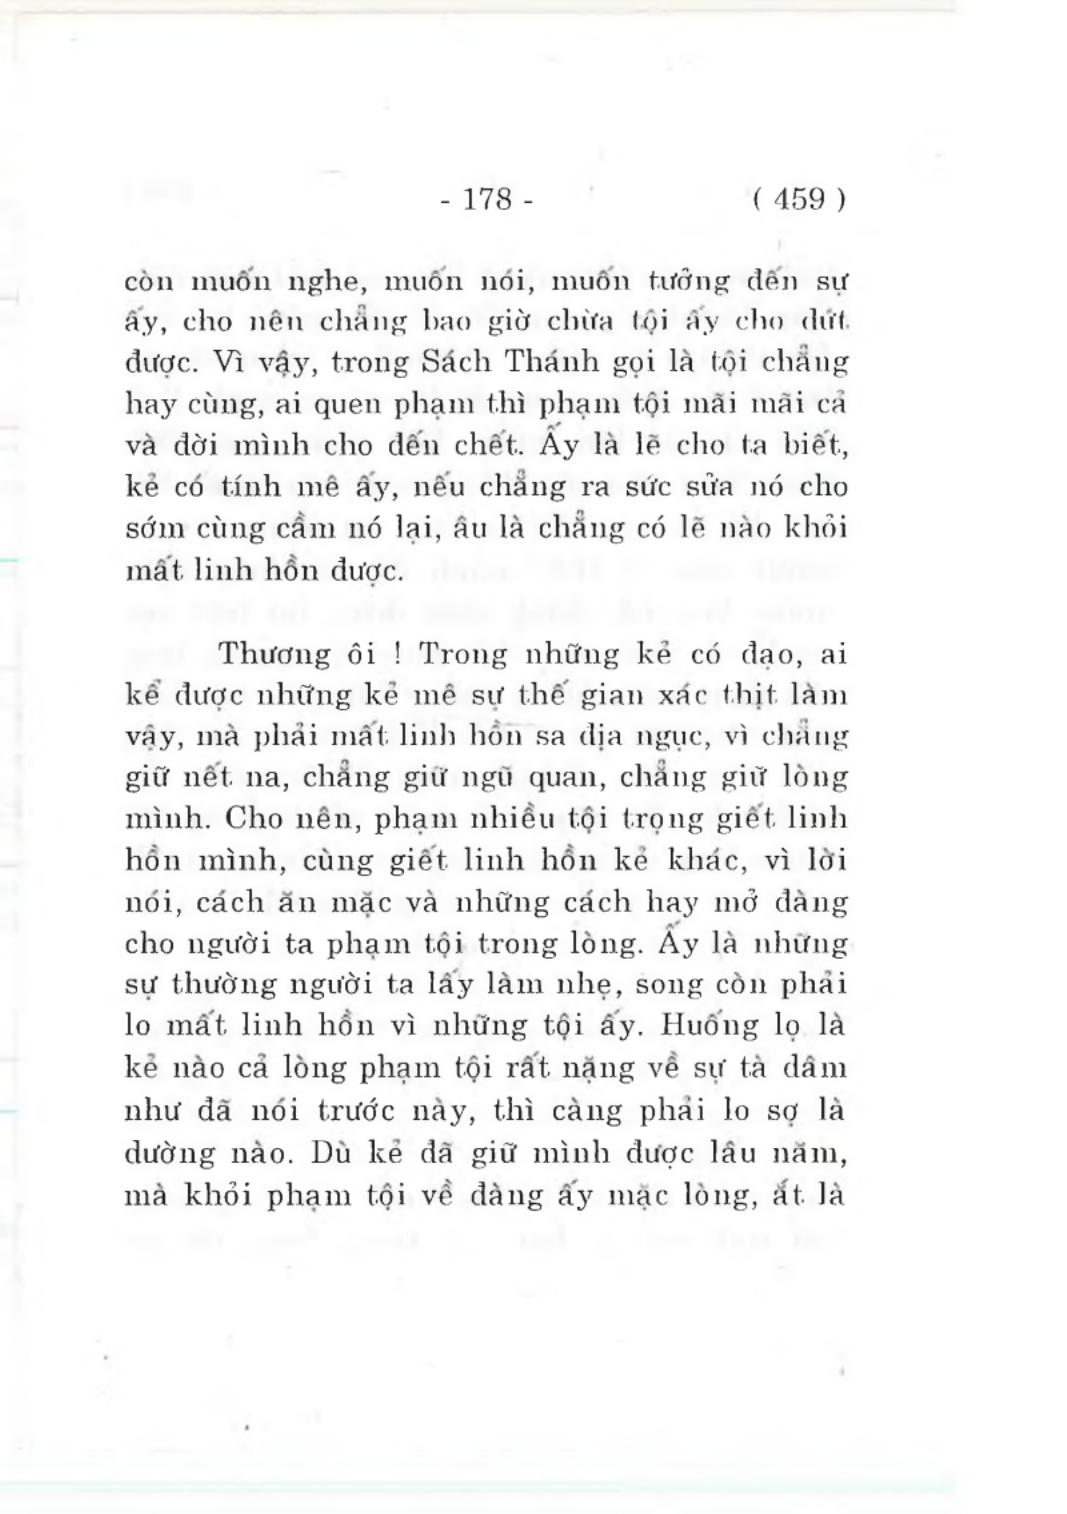 - 178 - ( 459 )
còn muốn nghe, muốn nói, muốn tưởng đến sự
ấy, cho nên chẳng bao giờ chừa tội ấy cho dứt
được. Vì vậy, trong Sách Thánh gọi là tội chẳng
hay cùng, ai quen phạm thì phạm tội mãi mãi cả
và đời mình cho đến chết. Ấy là lẽ cho ta biết,
kẻ có tính mê ấy, nếu chẳng ra sức sửa nó cho
sớm cùng cầm nó lại, âu là chẳng có lẽ nào khỏi
mất linh hồn được.
Thương ôi ! Trong những kẻ có đạo, ai
kể được những kẻ mê sự thế gian xác thịt làm
vậy, mà phải mất linh hồn sa địa ngục, vì chẳng
giữ nết na, chẳng giữ ngũ quan, chẳng giữ lòng
mình. Cho nên, phạm nhiều tội trọng giết linh
hồn mình, cùng giết linh hồn kẻ khác, vì lời
nói, cách ăn mặc và những cách hay mở đàng
cho người ta phạm tội trong lòng. Ấy là những
sự thường người ta lấy làm nhẹ, song còn phải
lo mất linh hồn vì những tội ấy. Huống lọ là
kẻ nào cả lòng phạm tội rất nặng về sự tà dâm
như đã nói trước này, thì càng phải lo sợ là
dường nào. Dù kẻ đã giữ mình được lâu năm,
mà khỏi phạm tội về đàng ấy mặc lòng, ắt là